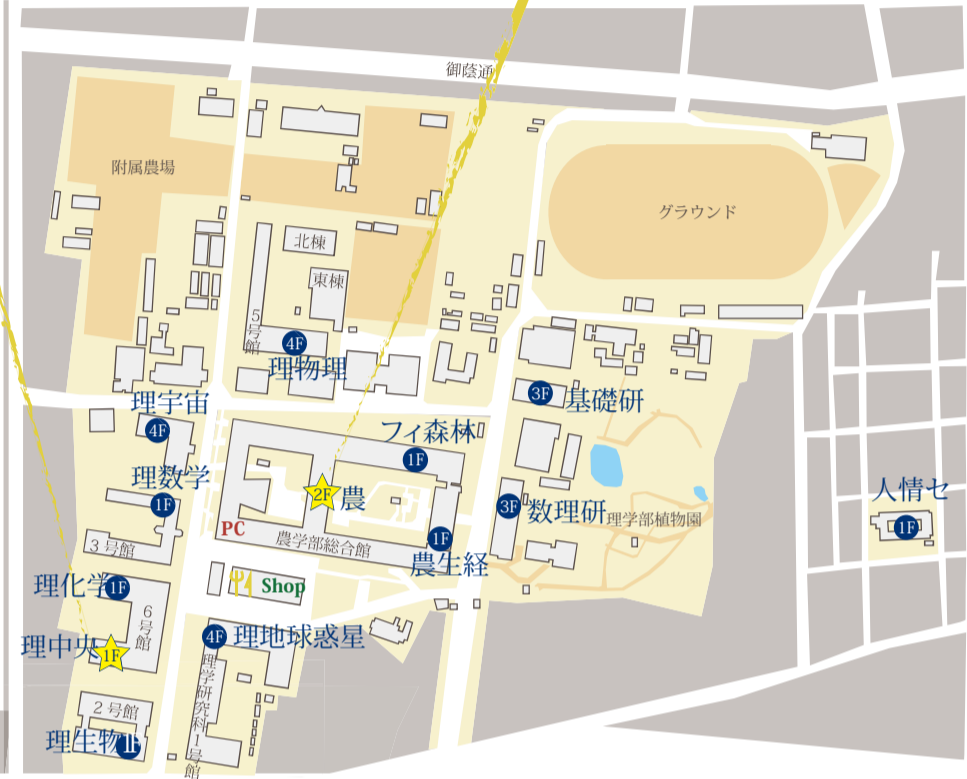 御蔭通
附属農場
グラウンド
北棟
東棟
5号館
4F
理物理
理宇宙
4F
3F
基礎研
フィ森林
1F
理数学
1F
2F
農
3F
数理研
理学部植物園
人情セ
1F
PC
農学部総合館
1F
農生経
3号館
理化学
1F
Shop
6号館
理中央
1F
4F
理地球惑星
理学研究科1号館
2号館
理生物
1F